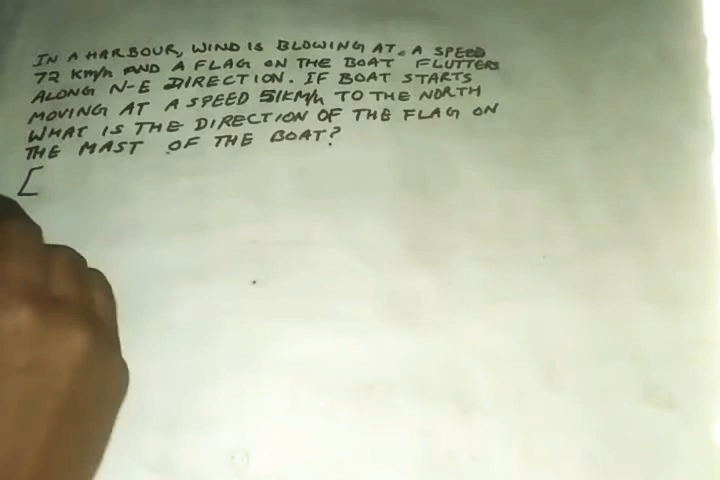 IN A HARBOUR, WIND IS BLOWING AT A SPEED
72 Km/h AND A FLAG ON THE BOAT FLUTTERS
ALONG N-E DIRECTION. IF BOAT STARTS
MOVING AT A SPEED 51KM/h TO THE NORTH
WHAT IS THE DIRECTION OF THE FLAG ON
THE MAST OF THE BOAT?
[